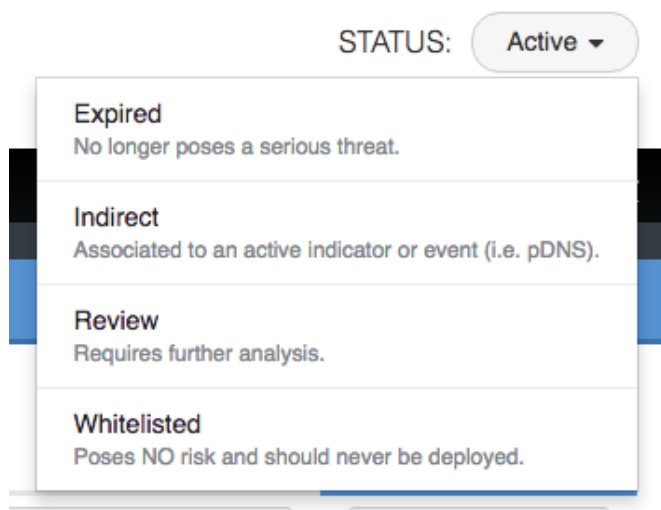 STATUS: Active
Expired
No longer poses a serious threat.
Indirect
Associated to an active indicator or event (i.e. pDNS).
Review
Requires further analysis.
Whitelisted
Poses NO risk and should never be deployed.